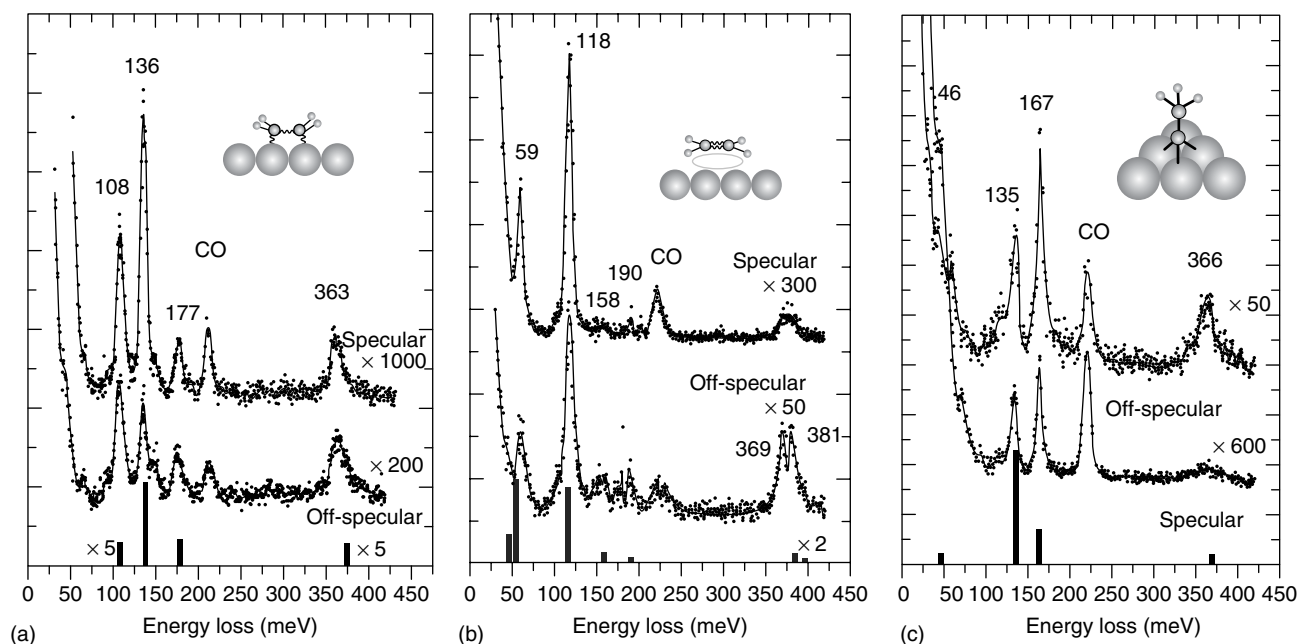 136
108
CO
177
363
Specular
× 1000
× 200
Off-specular
× 5
× 5
0 50 100 150 200 250 300 350 400 450
Energy loss (meV)
(a)
118
59
CO
190
158
Specular
× 300
Off-specular
× 50
369
381
× 2
0 50 100 150 200 250 300 350 400 450
Energy loss (meV)
(b)
46
167
135
CO
366
× 50
Off-specular
× 600
Specular
0 50 100 150 200 250 300 350 400 450
Energy loss (meV)
(c)